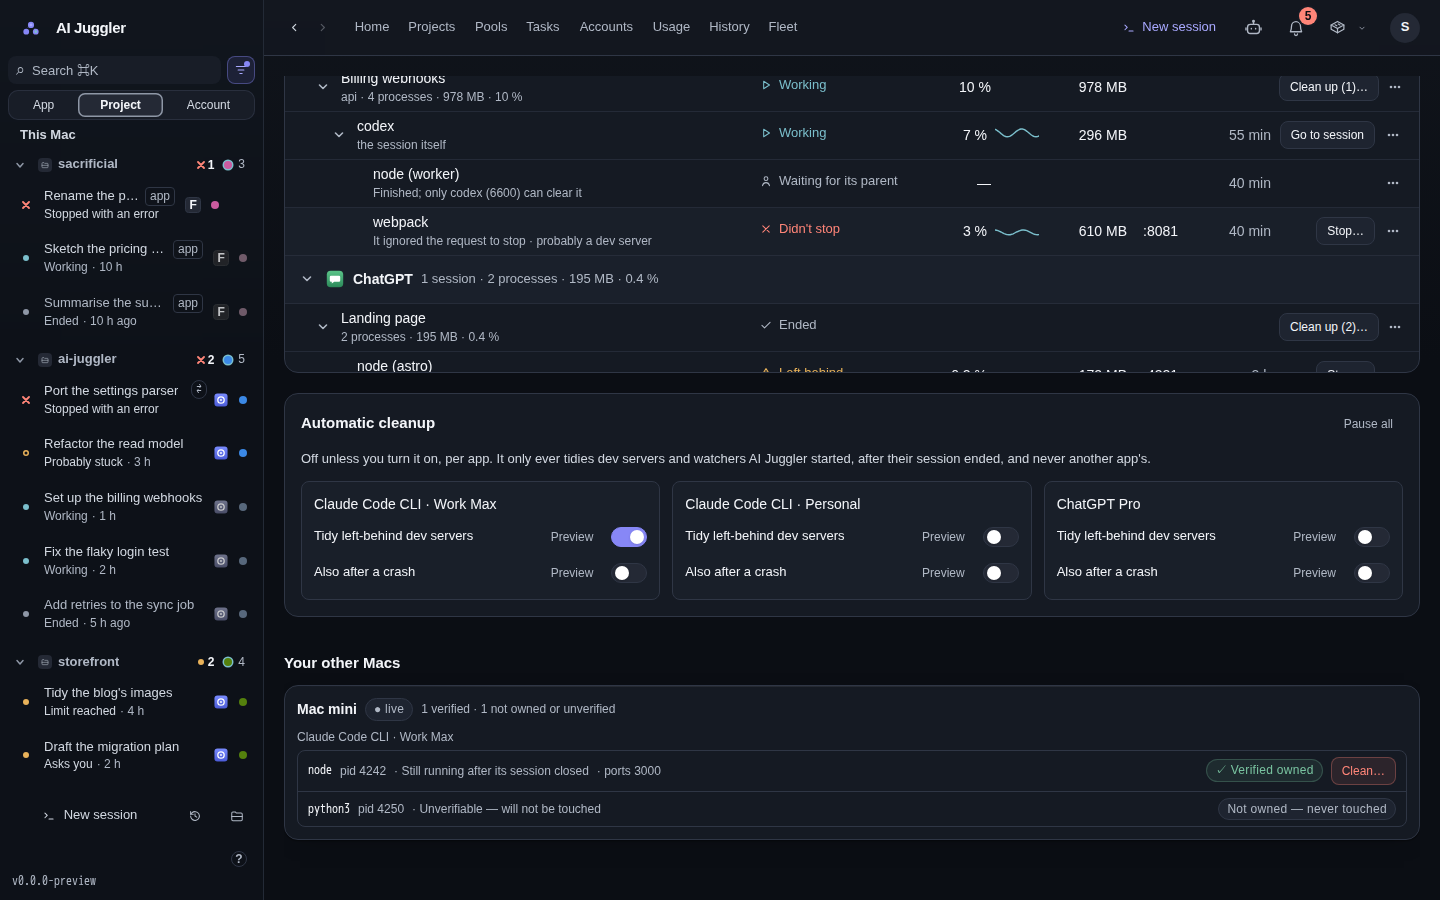 AI Juggler
Home Projects Pools Tasks Accounts Usage History Fleet
New session
5
S
Search ⌘K
App Project Account
This Mac
sacrificial 1 3
Rename the p… app F
Stopped with an error
Sketch the pricing … app F
Working · 10 h
Summarise the su… app F
Ended · 10 h ago
ai-juggler 2 5
Port the settings parser
Stopped with an error
Refactor the read model
Probably stuck · 3 h
Set up the billing webhooks
Working · 1 h
Fix the flaky login test
Working · 2 h
Add retries to the sync job
Ended · 5 h ago
storefront 2 4
Tidy the blog's images
Limit reached · 4 h
Draft the migration plan
Asks you · 2 h
New session
?
v0.0.0-preview
Billing webhooks Working 10 % 978 MB Clean up (1)…
api · 4 processes · 978 MB · 10 %
codex Working 7 % 296 MB 55 min Go to session
the session itself
node (worker) Waiting for its parent — 40 min
Finished; only codex (6600) can clear it
webpack Didn't stop 3 % 610 MB :8081 40 min Stop…
It ignored the request to stop · probably a dev server
ChatGPT 1 session · 2 processes · 195 MB · 0.4 %
Landing page Ended Clean up (2)…
2 processes · 195 MB · 0.4 %
node (astro) Left behind
Automatic cleanup Pause all
Off unless you turn it on, per app. It only ever tidies dev servers and watchers AI Juggler started, after their session ended, and never another app's.
Claude Code CLI · Work Max
Tidy left-behind dev servers Preview
Also after a crash Preview
Claude Code CLI · Personal
Tidy left-behind dev servers Preview
Also after a crash Preview
ChatGPT Pro
Tidy left-behind dev servers Preview
Also after a crash Preview
Your other Macs
Mac mini ● live 1 verified · 1 not owned or unverified
Claude Code CLI · Work Max
node pid 4242 · Still running after its session closed · ports 3000 ✓ Verified owned Clean…
python3 pid 4250 · Unverifiable — will not be touched Not owned — never touched